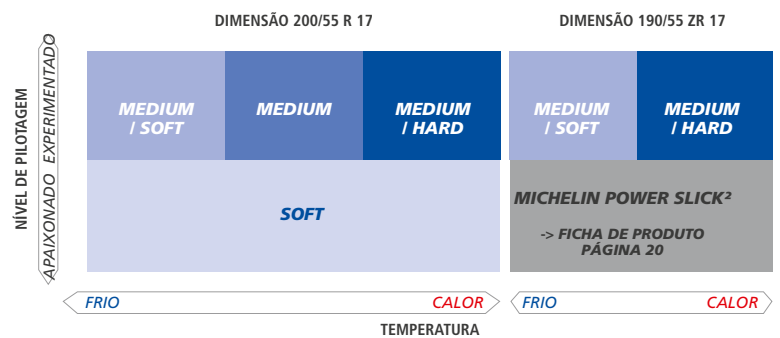 DIMENSÃO 200/55 R 17
DIMENSÃO 190/55 ZR 17
NÍVEL DE PILOTAGEM
APAIXONADO EXPERIMENTADO
MEDIUM
/ SOFT
MEDIUM
MEDIUM
/ HARD
MEDIUM
/ SOFT
MEDIUM
/ HARD
SOFT
MICHELIN POWER SLICK²
-> FICHA DE PRODUTO
PÁGINA 20
FRIO
CALOR
FRIO
CALOR
TEMPERATURA